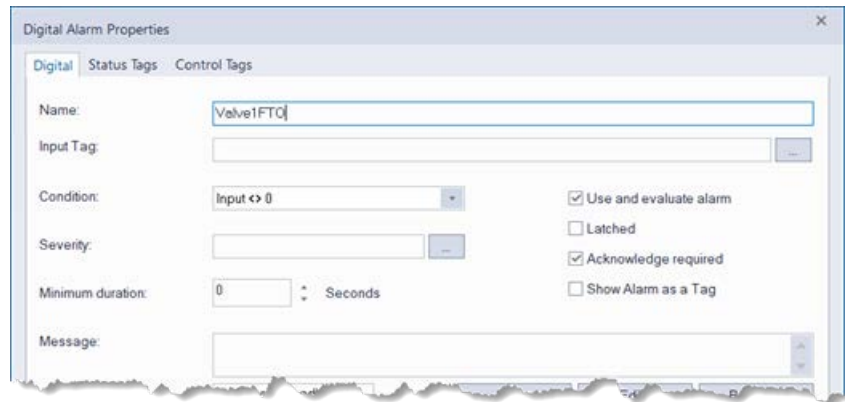 Digital Alarm Properties
Digital Status Tags Control Tags
Name: Valve1FTO
Input Tag: ...
Condition: Input <> 0 Use and evaluate alarm
Latched
Severity: ... Acknowledge required
Minimum duration: 0 Seconds Show Alarm as a Tag
Message: